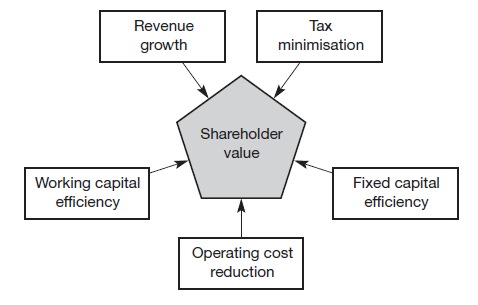 Revenue
growth
Tax
minimisation
Shareholder
value
Working capital
efficiency
Fixed capital
efficiency
Operating cost
reduction